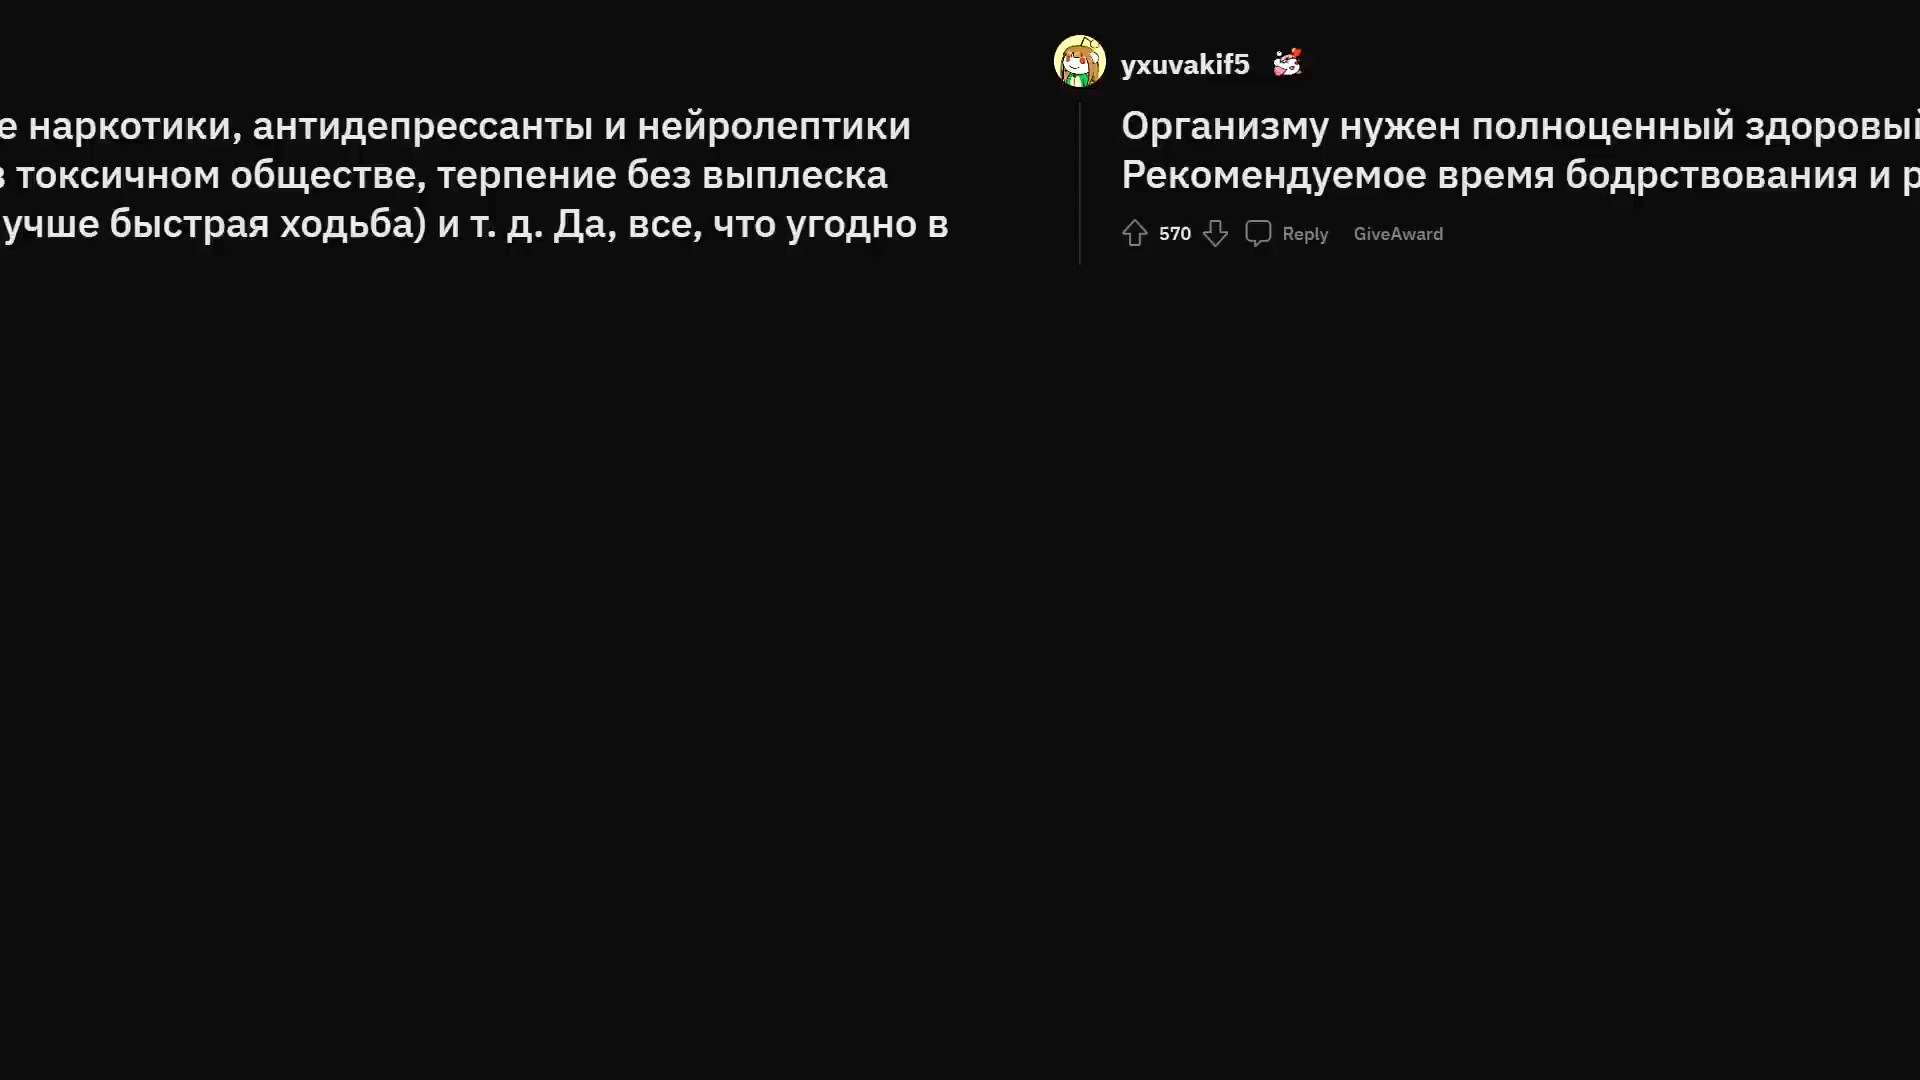 е наркотики, антидепрессанты и нейролептики
токсичном обществе, терпение без выплеска
учше быстрая ходьба) и т. д. Да, все, что угодно в
yxuvakif5
Организму нужен полноценный здоровый
Рекомендуемое время бодрствования и р
570 Reply GiveAward